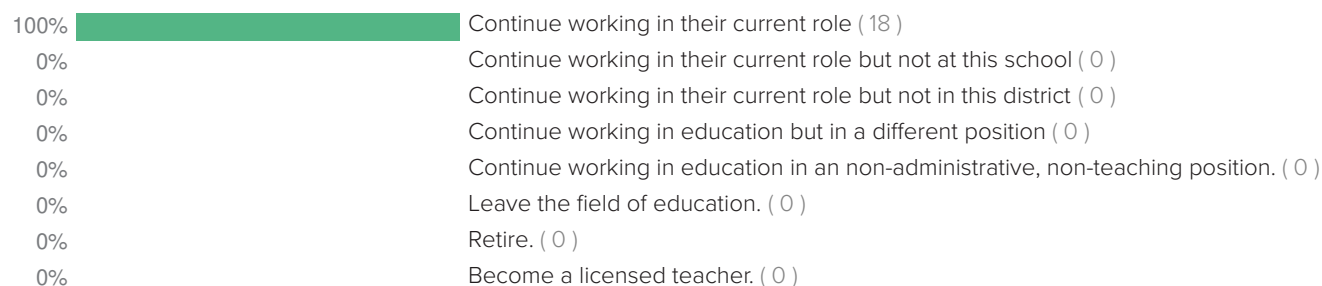 100% Continue working in their current role ( 18 )
0% Continue working in their current role but not at this school ( 0 )
0% Continue working in their current role but not in this district ( 0 )
0% Continue working in education but in a different position ( 0 )
0% Continue working in education in an non-administrative, non-teaching position. ( 0 )
0% Leave the field of education. ( 0 )
0% Retire. ( 0 )
0% Become a licensed teacher. ( 0 )